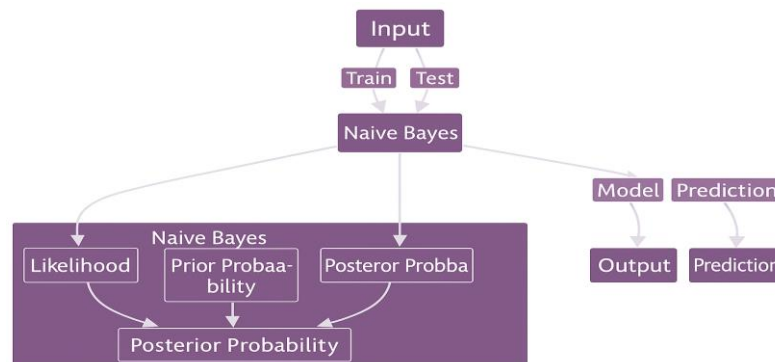 Input
Train
Test
Naive Bayes
Model
Prediction
Naive Bayes
Likelihood
Prior Probaa-
bility
Posteror Probba
Output
Prediction
Posterior Probability